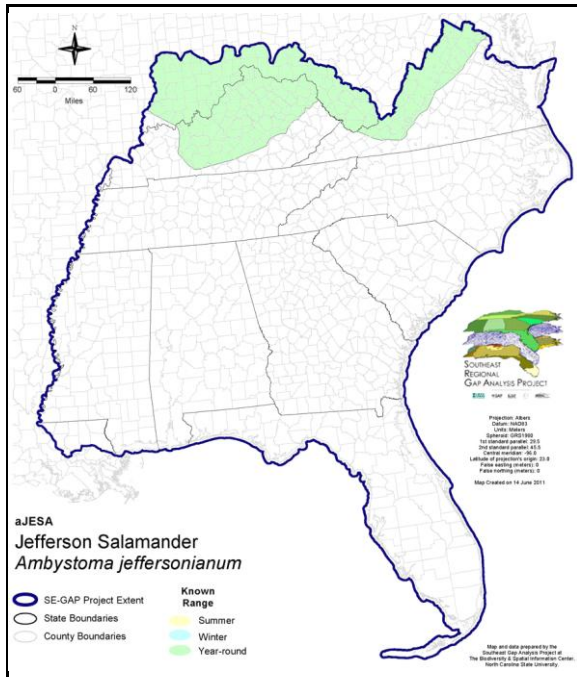 N
60 0 60 120
Miles
SOUTHEAST
REGIONAL
GAP ANALYSIS PROJECT
Projection: Albers
Datum: NAD83
Units: Meters
Spheroid: GRS1980
1st standard parallel: 29.5
2nd standard parallel: 45.5
Central meridian: -96.0
Latitude of projection's origin: 23.0
False easting (meters): 0
False northing (meters): 0
Map Created on 14 June 2011
aJESA
Jefferson Salamander
Ambystoma jeffersonianum
SE-GAP Project Extent
State Boundaries
County Boundaries
Known
Range
Summer
Winter
Year-round
Map and data prepared by the
Southeast Gap Analysis Project at
The Biodiversity & Spatial Information Center,
North Carolina State University.